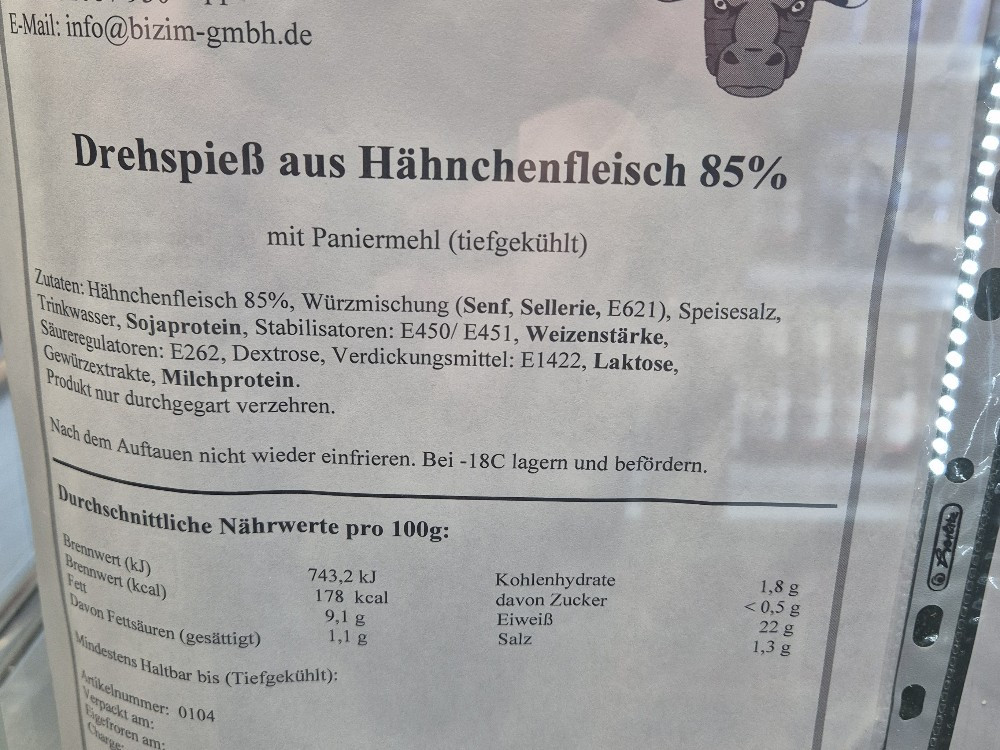 E-Mail: info@bizim-gmbh.de
Drehspieß aus Hähnchenfleisch 85%
mit Paniermehl (tiefgekühlt)
Zutaten: Hähnchenfleisch 85%, Würzmischung (Senf, Sellerie, E621), Speisesalz,
Trinkwasser, Sojaprotein, Stabilisatoren: E450/ E451, Weizenstärke,
Säureregulatoren: E262, Dextrose, Verdickungsmittel: E1422, Laktose,
Gewürzextrakte, Milchprotein.
Produkt nur durchgegart verzehren.
Nach dem Auftauen nicht wieder einfrieren. Bei -18C lagern und befördern.
Durchschnittliche Nährwerte pro 100g:
Brennwert (kJ) 743,2 kJ Kohlenhydrate 1,8 g
Brennwert (kcal) 178 kcal davon Zucker < 0,5 g
Fett 9,1 g Eiweiß 22 g
Davon Fettsäuren (gesättigt) 1,1 g Salz 1,3 g
Mindestens Haltbar bis (Tiefgekühlt):
Artikelnummer: 0104
Verpackt am:
Eigefroren am:
Charge: